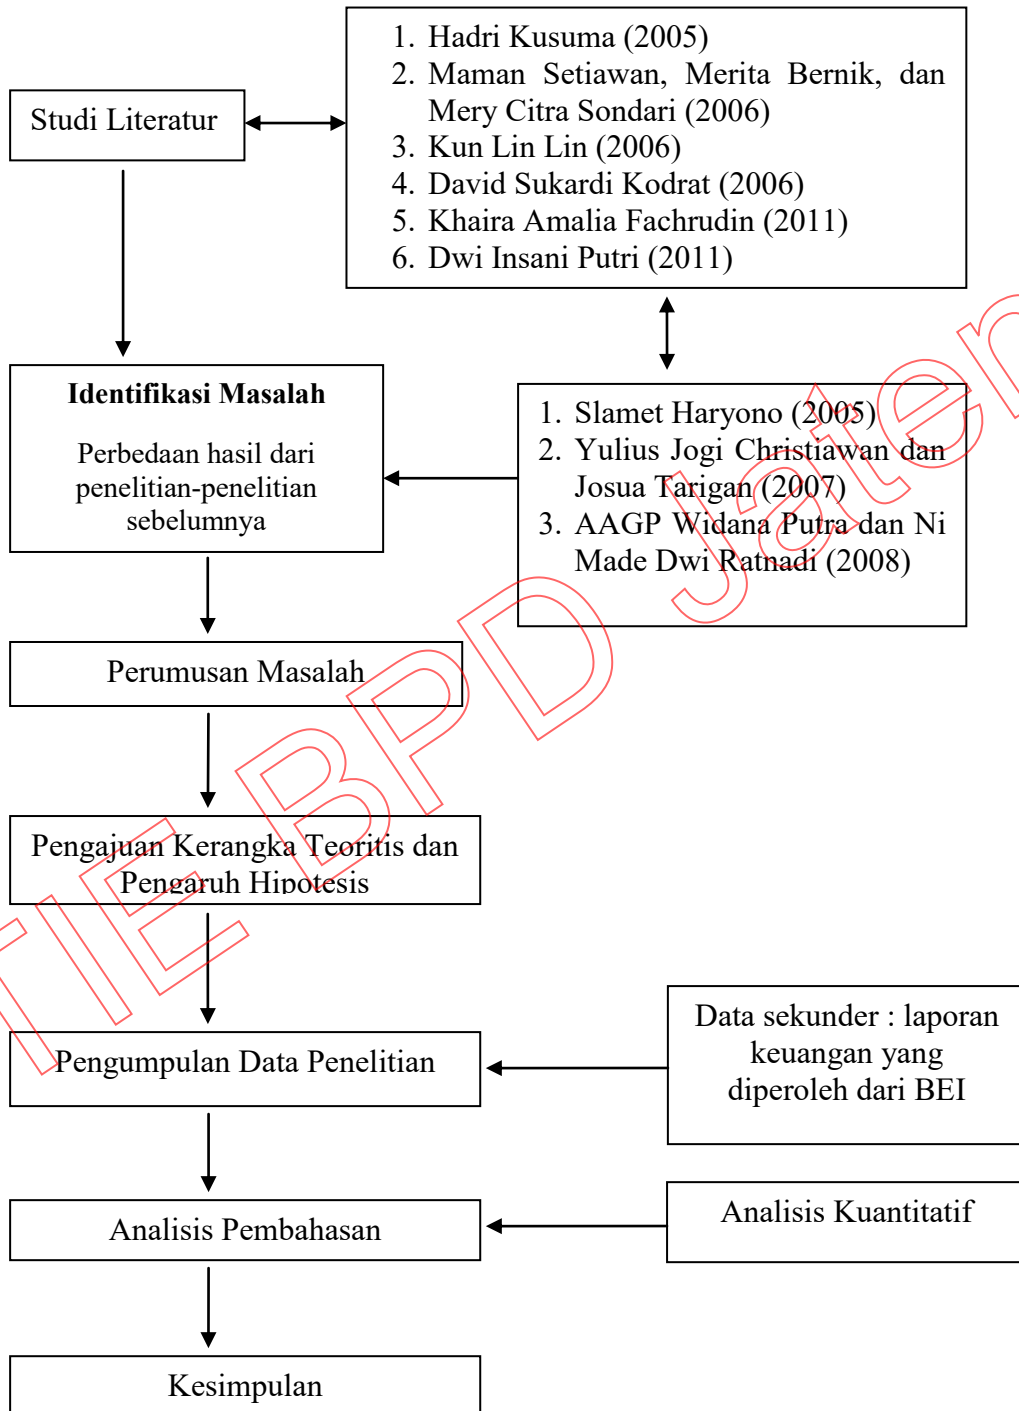 Studi Literatur
1. Hadri Kusuma (2005)
2. Maman Setiawan, Merita Bernik, dan
Mery Citra Sondari (2006)
3. Kun Lin Lin (2006)
4. David Sukardi Kodrat (2006)
5. Khaira Amalia Fachrudin (2011)
6. Dwi Insani Putri (2011)
Identifikasi Masalah
Perbedaan hasil dari
penelitian-penelitian
sebelumnya
1. Slamet Haryono (2005)
2. Yulius Jogi Christiawan dan
Josua Tarigan (2007)
3. AAGP Widana Putra dan Ni
Made Dwi Ratnadi (2008)
Perumusan Masalah
Pengajuan Kerangka Teoritis dan
Pengaruh Hipotesis
Pengumpulan Data Penelitian
Data sekunder : laporan
keuangan yang
diperoleh dari BEI
Analisis Pembahasan
Analisis Kuantitatif
Kesimpulan
TIE BPD Jaten